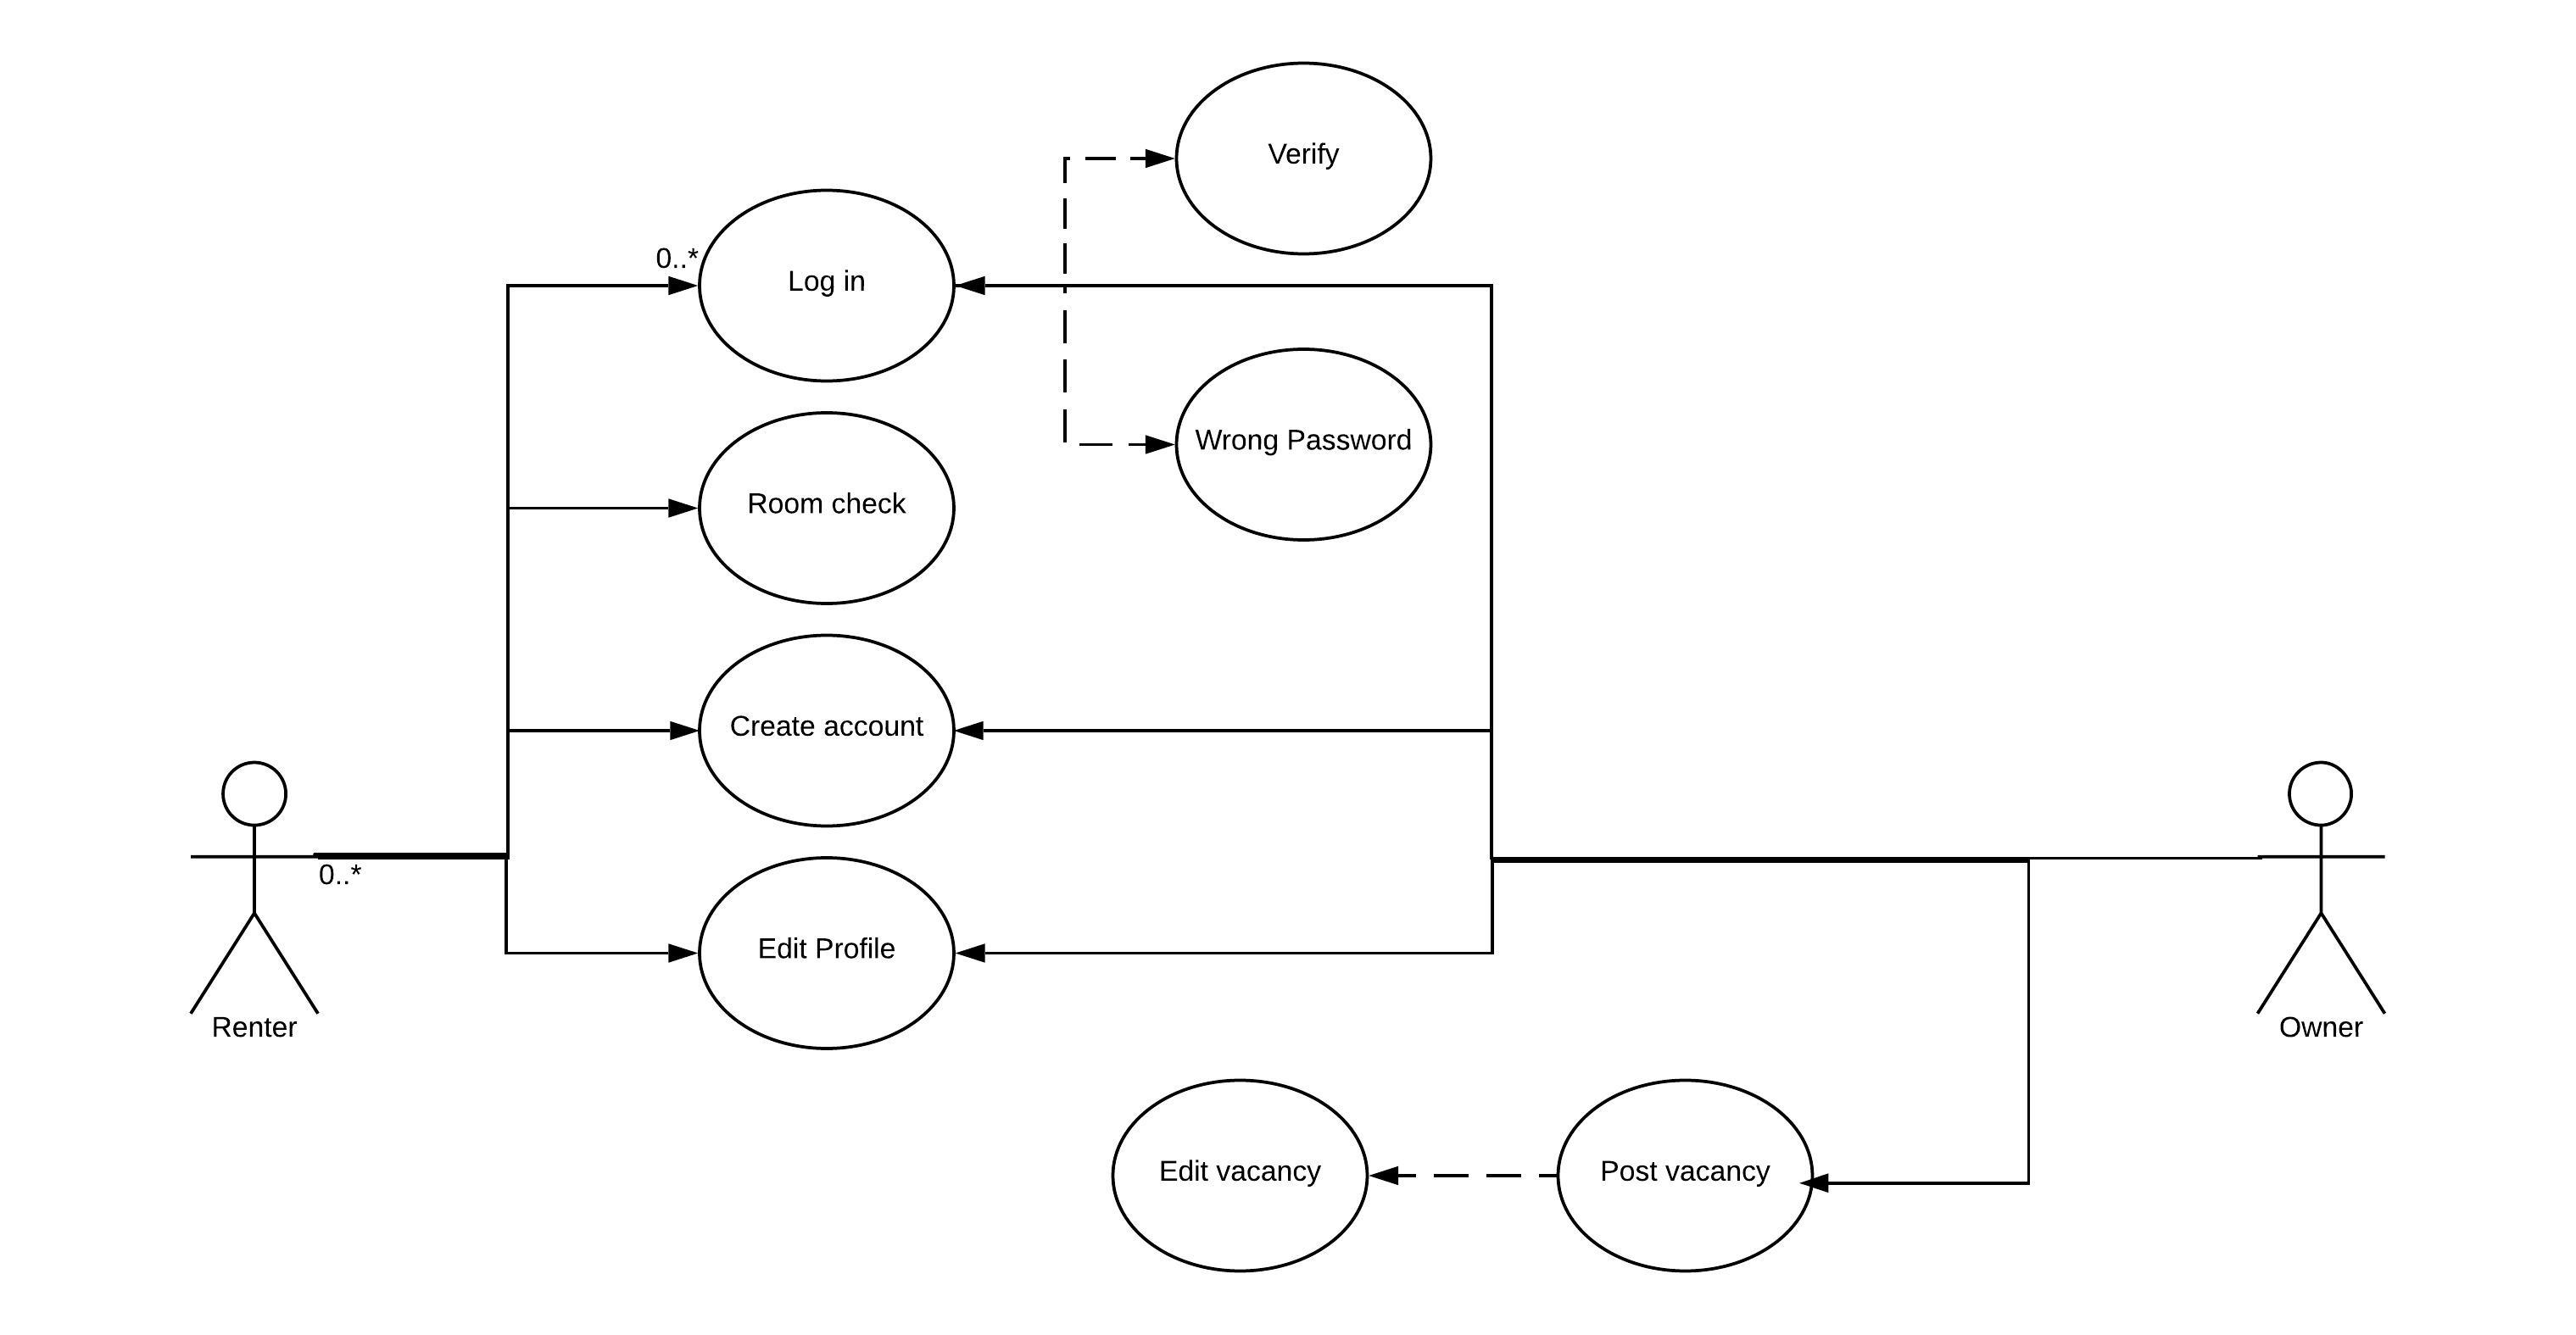 Verify
0..*
Log in
Wrong Password
Room check
Create account
0..*
Edit Profile
Renter
Owner
Edit vacancy
Post vacancy